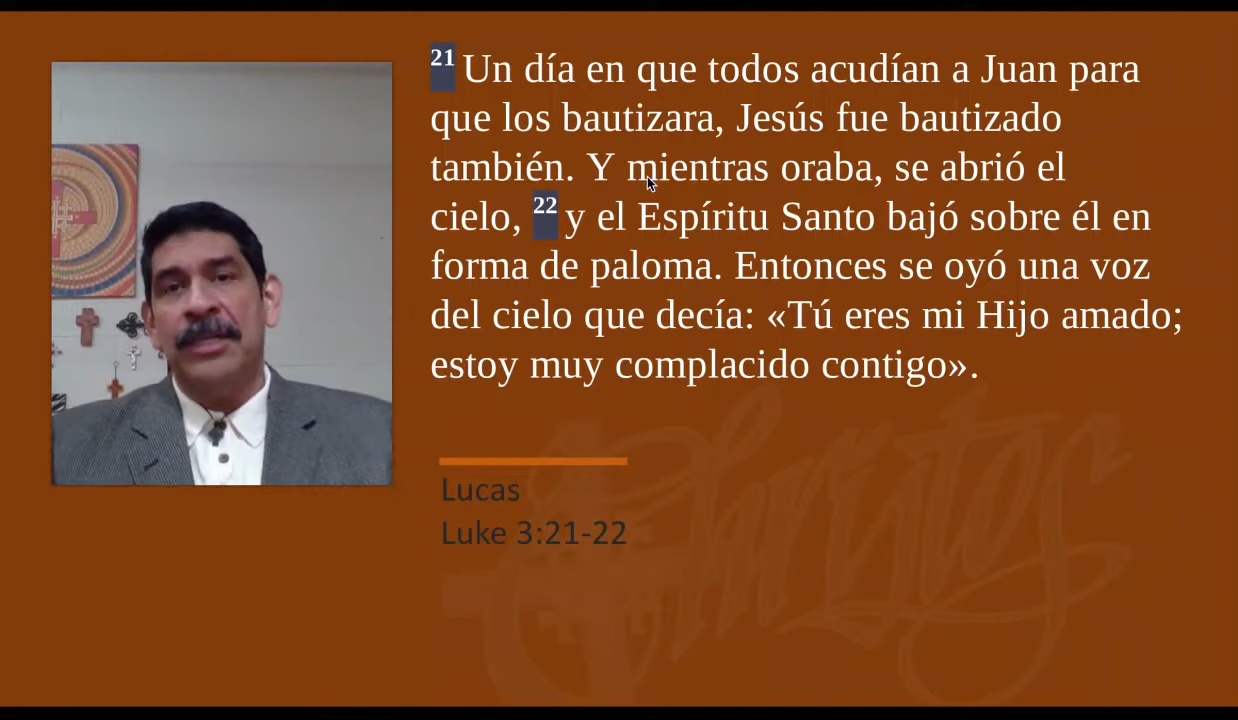 21 Un día en que todos acudían a Juan para
que los bautizara, Jesús fue bautizado
también. Y mientras oraba, se abrió el
cielo, 22 y el Espíritu Santo bajó sobre él en
forma de paloma. Entonces se oyó una voz
del cielo que decía: «Tú eres mi Hijo amado;
estoy muy complacido contigo».
Lucas
Luke 3:21-22